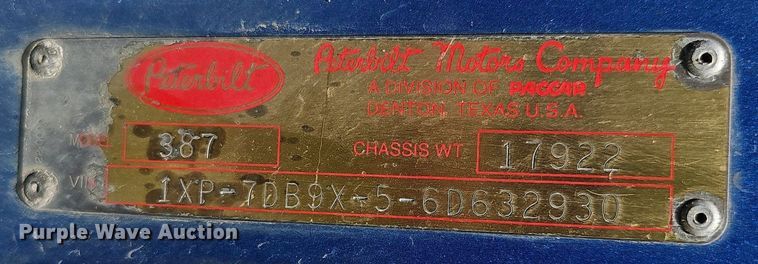 Peterbilt
Peterbilt Motors Company
A DIVISION OF PACCAR
DENTON, TEXAS U.S.A.
387
CHASSIS WT 17922
VIN 1XP-7DB9X-5-6D632930
Purple Wave Auction